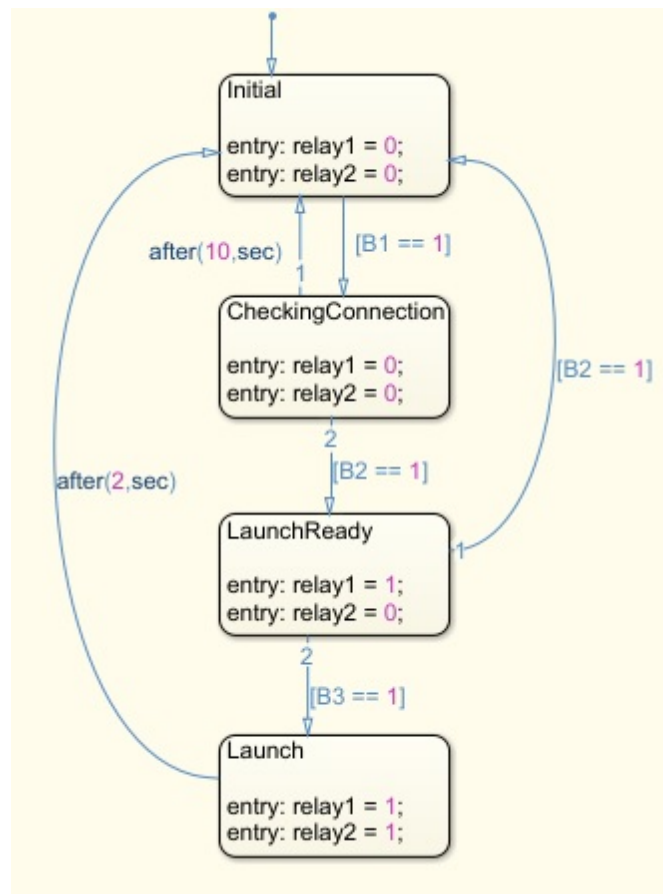 Initial
entry: relay1 = 0;
entry: relay2 = 0;
after(10,sec)
[B1 == 1]
1
CheckingConnection
entry: relay1 = 0;
entry: relay2 = 0;
2
[B2 == 1]
[B2 == 1]
after(2,sec)
LaunchReady
entry: relay1 = 1;
entry: relay2 = 0;
1
2
[B3 == 1]
Launch
entry: relay1 = 1;
entry: relay2 = 1;